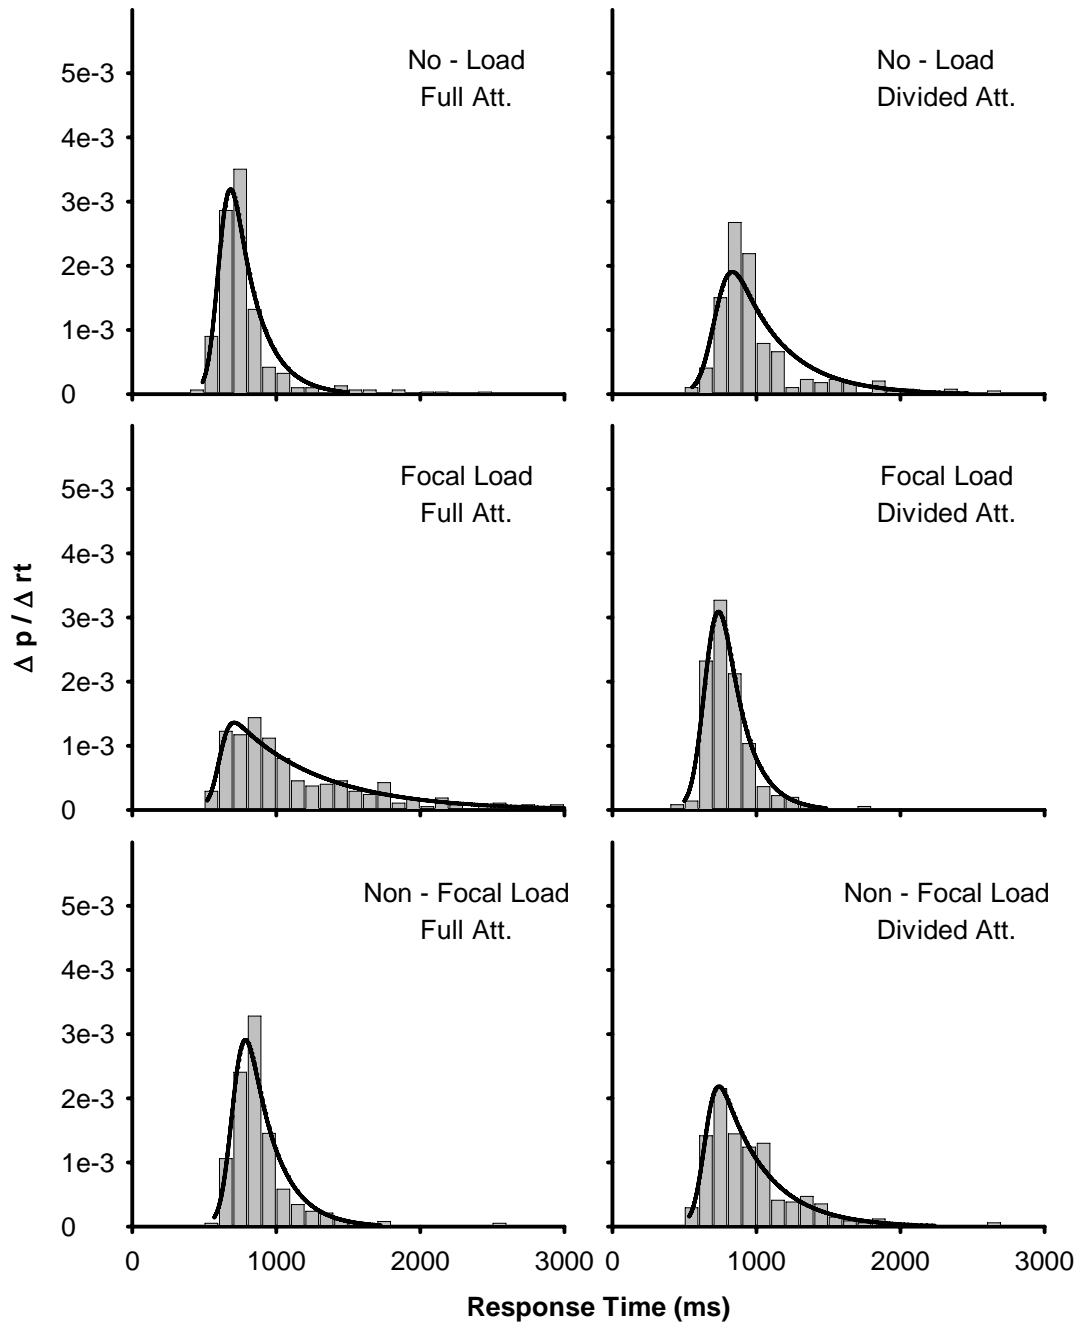 No - Load
Full Att.
5e-3
4e-3
3e-3
2e-3
1e-3
0
No - Load
Divided Att.
Focal Load
Full Att.
5e-3
4e-3
3e-3
2e-3
1e-3
0
Focal Load
Divided Att.
Δ p / Δ rt
Non - Focal Load
Full Att.
5e-3
4e-3
3e-3
2e-3
1e-3
0
Non - Focal Load
Divided Att.
0 1000 2000 3000 0 1000 2000 3000
Response Time (ms)